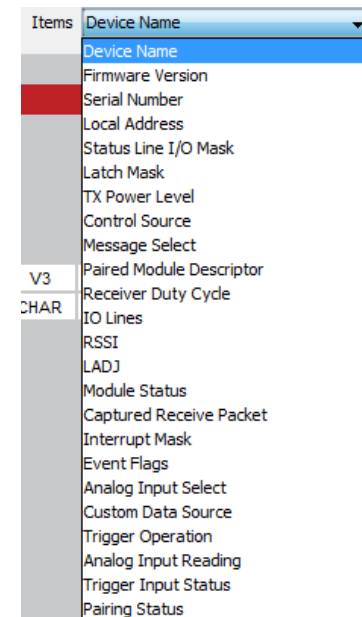 Items Device Name
Device Name
Firmware Version
Serial Number
Local Address
Status Line I/O Mask
Latch Mask
TX Power Level
Control Source
Message Select
Paired Module Descriptor
V3
Receiver Duty Cycle
CHAR
IO Lines
RSSI
LADJ
Module Status
Captured Receive Packet
Interrupt Mask
Event Flags
Analog Input Select
Custom Data Source
Trigger Operation
Analog Input Reading
Trigger Input Status
Pairing Status